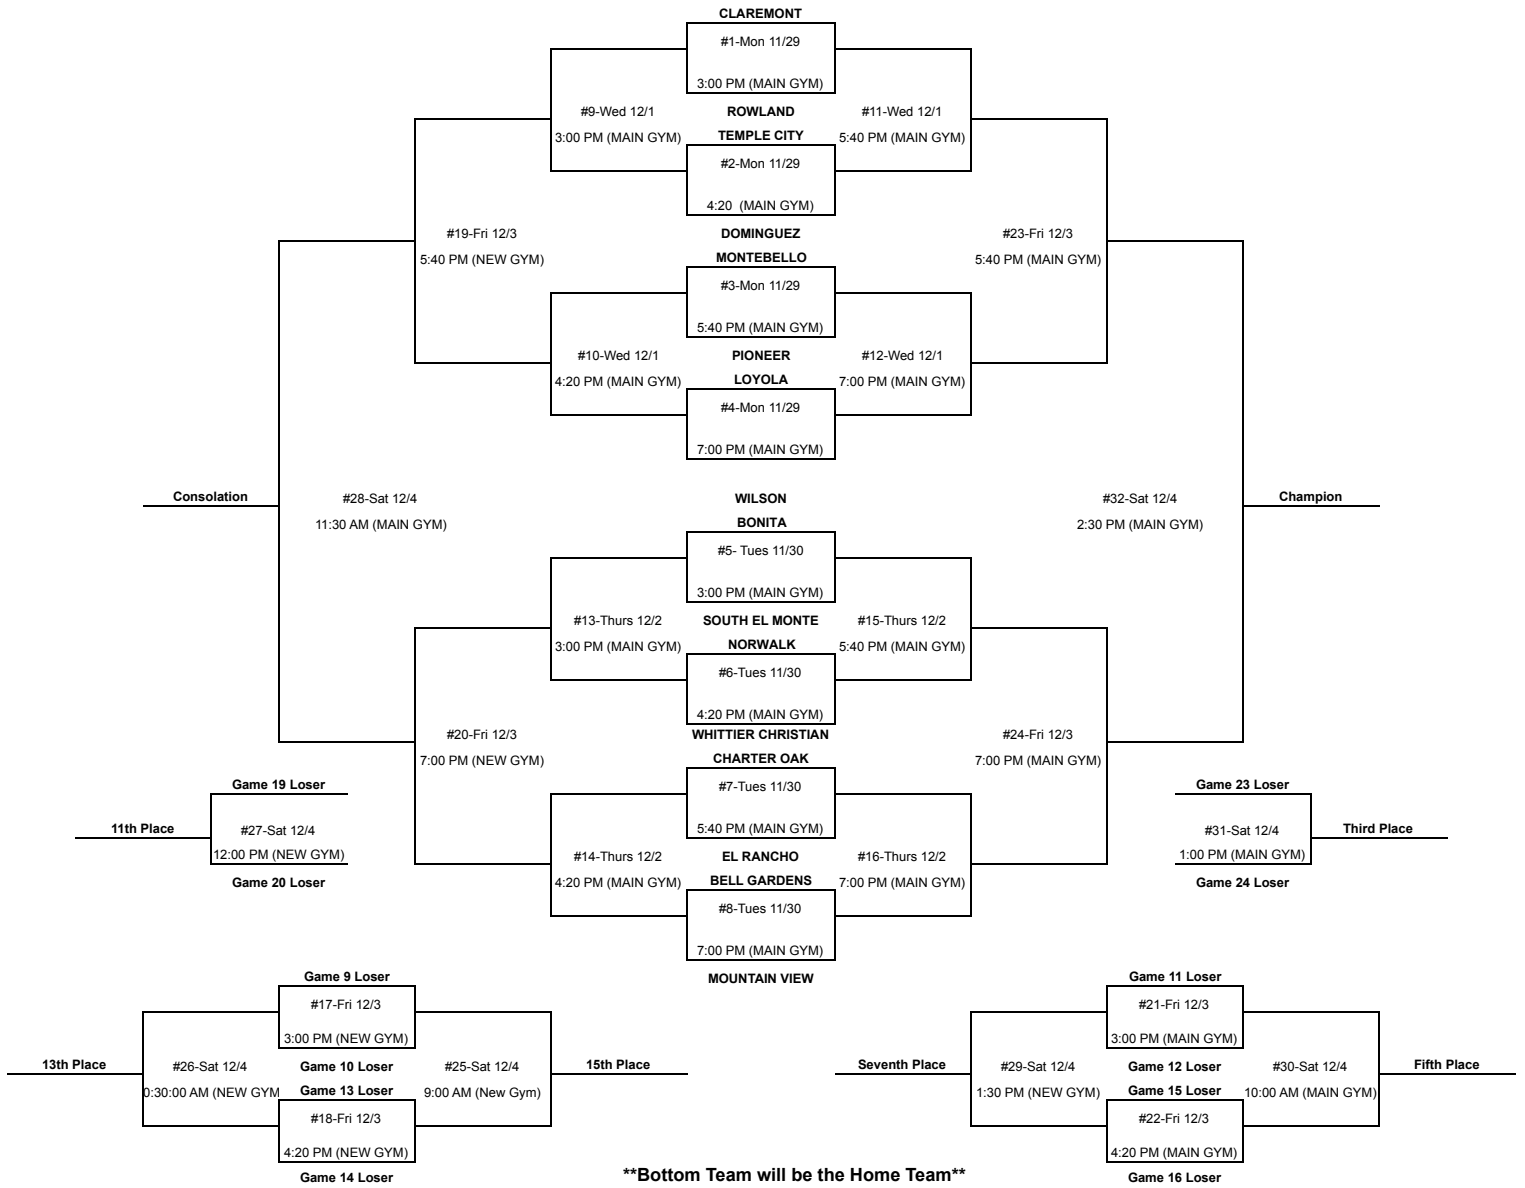 CLAREMONT
#1-Mon 11/29
3:00 PM (MAIN GYM)
#9-Wed 12/1
ROWLAND
#11-Wed 12/1
3:00 PM (MAIN GYM)
TEMPLE CITY
5:40 PM (MAIN GYM)
#2-Mon 11/29
4:20 (MAIN GYM)
#19-Fri 12/3
DOMINGUEZ
#23-Fri 12/3
5:40 PM (NEW GYM)
MONTEBELLO
5:40 PM (MAIN GYM)
#3-Mon 11/29
5:40 PM (MAIN GYM)
#10-Wed 12/1
PIONEER
#12-Wed 12/1
4:20 PM (MAIN GYM)
LOYOLA
7:00 PM (MAIN GYM)
#4-Mon 11/29
7:00 PM (MAIN GYM)
Consolation
#28-Sat 12/4
WILSON
#32-Sat 12/4
Champion
11:30 AM (MAIN GYM)
BONITA
2:30 PM (MAIN GYM)
#5- Tues 11/30
3:00 PM (MAIN GYM)
#13-Thurs 12/2
SOUTH EL MONTE
#15-Thurs 12/2
3:00 PM (MAIN GYM)
NORWALK
5:40 PM (MAIN GYM)
#6-Tues 11/30
4:20 PM (MAIN GYM)
#20-Fri 12/3
WHITTIER CHRISTIAN
#24-Fri 12/3
7:00 PM (NEW GYM)
CHARTER OAK
7:00 PM (MAIN GYM)
Game 19 Loser
#7-Tues 11/30
Game 23 Loser
11th Place
#27-Sat 12/4
5:40 PM (MAIN GYM)
#31-Sat 12/4
Third Place
12:00 PM (NEW GYM)
#14-Thurs 12/2
EL RANCHO
#16-Thurs 12/2
1:00 PM (MAIN GYM)
Game 20 Loser
4:20 PM (MAIN GYM)
BELL GARDENS
7:00 PM (MAIN GYM)
Game 24 Loser
#8-Tues 11/30
7:00 PM (MAIN GYM)
Game 9 Loser
MOUNTAIN VIEW
Game 11 Loser
#17-Fri 12/3
#21-Fri 12/3
3:00 PM (NEW GYM)
3:00 PM (MAIN GYM)
13th Place
#26-Sat 12/4
Game 10 Loser
#25-Sat 12/4
15th Place
Seventh Place
#29-Sat 12/4
Game 12 Loser
#30-Sat 12/4
Fifth Place
0:30:00 AM (NEW GYM
Game 13 Loser
9:00 AM (New Gym)
1:30 PM (NEW GYM)
Game 15 Loser
10:00 AM (MAIN GYM)
#18-Fri 12/3
#22-Fri 12/3
4:20 PM (NEW GYM)
4:20 PM (MAIN GYM)
Game 14 Loser
**Bottom Team will be the Home Team**
Game 16 Loser